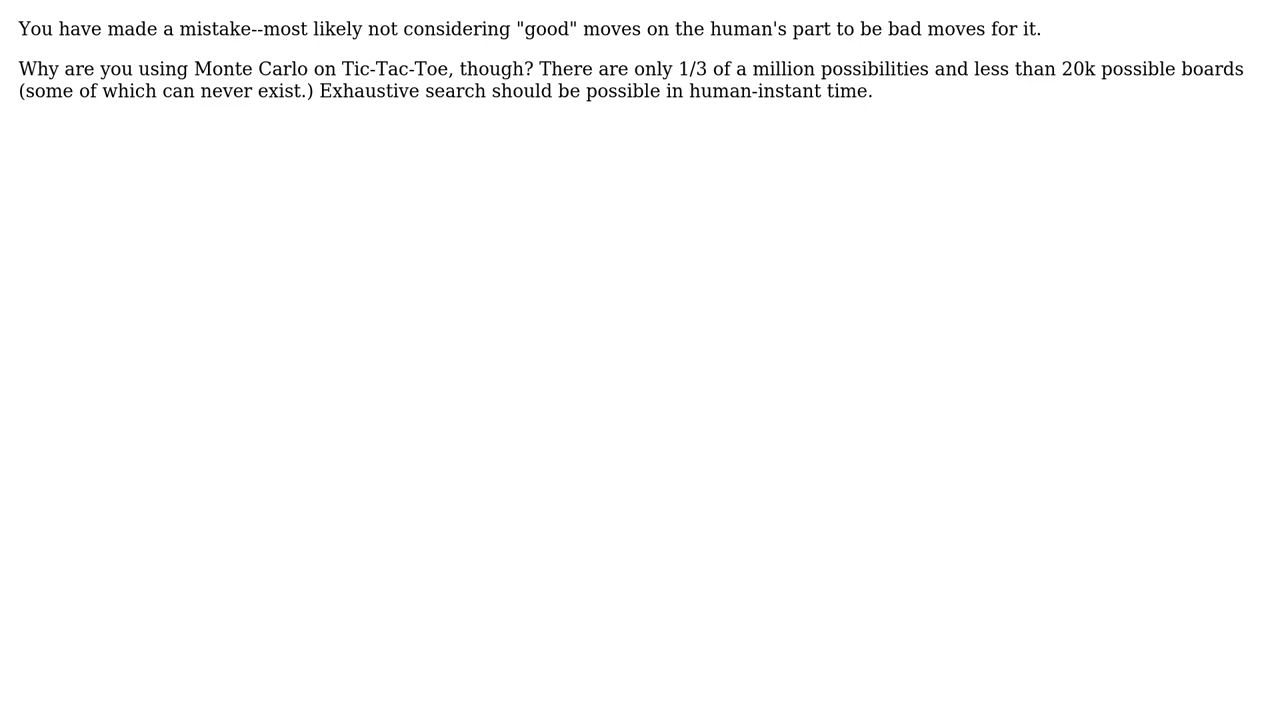 You have made a mistake--most likely not considering "good" moves on the human's part to be bad moves for it.
Why are you using Monte Carlo on Tic-Tac-Toe, though? There are only 1/3 of a million possibilities and less than 20k possible boards
(some of which can never exist.) Exhaustive search should be possible in human-instant time.